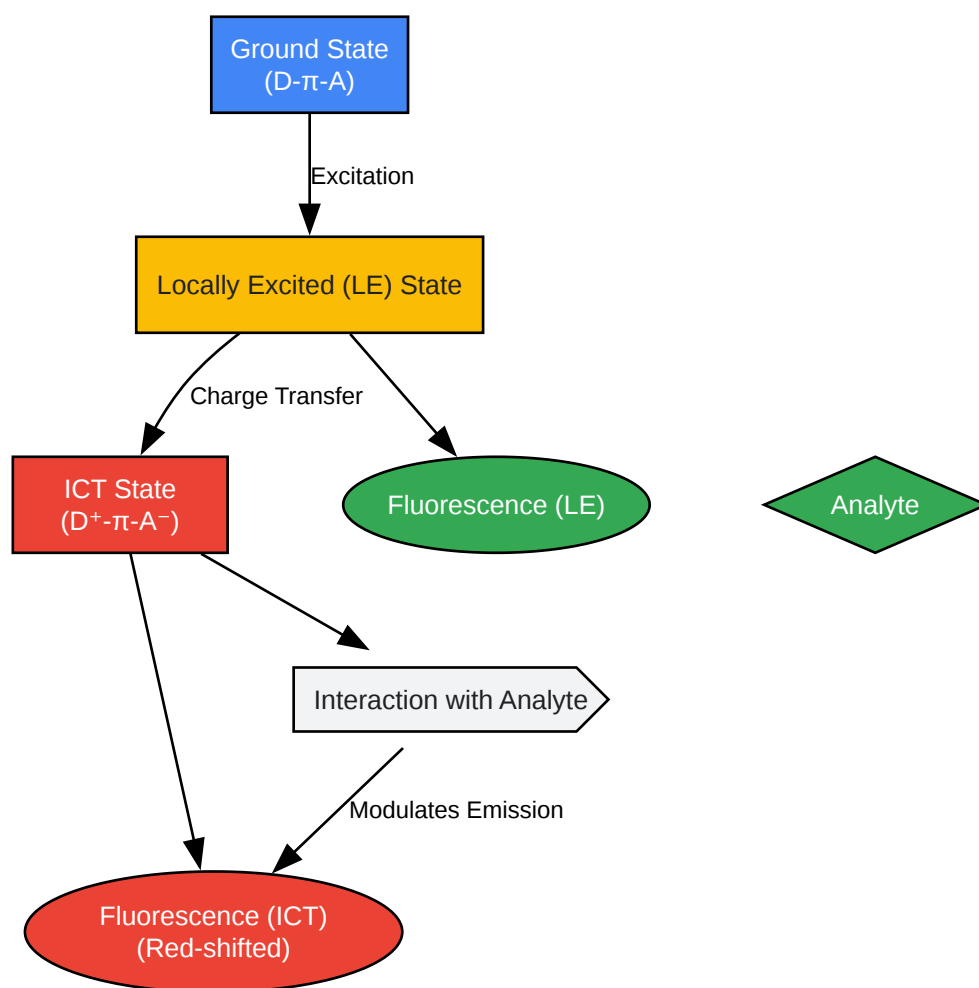 Ground State
(D-π-A)
Excitation
Locally Excited (LE) State
Charge Transfer
ICT State
(D⁺-π-A⁻)
Fluorescence (LE)
Analyte
Interaction with Analyte
Modulates Emission
Fluorescence (ICT)
(Red-shifted)